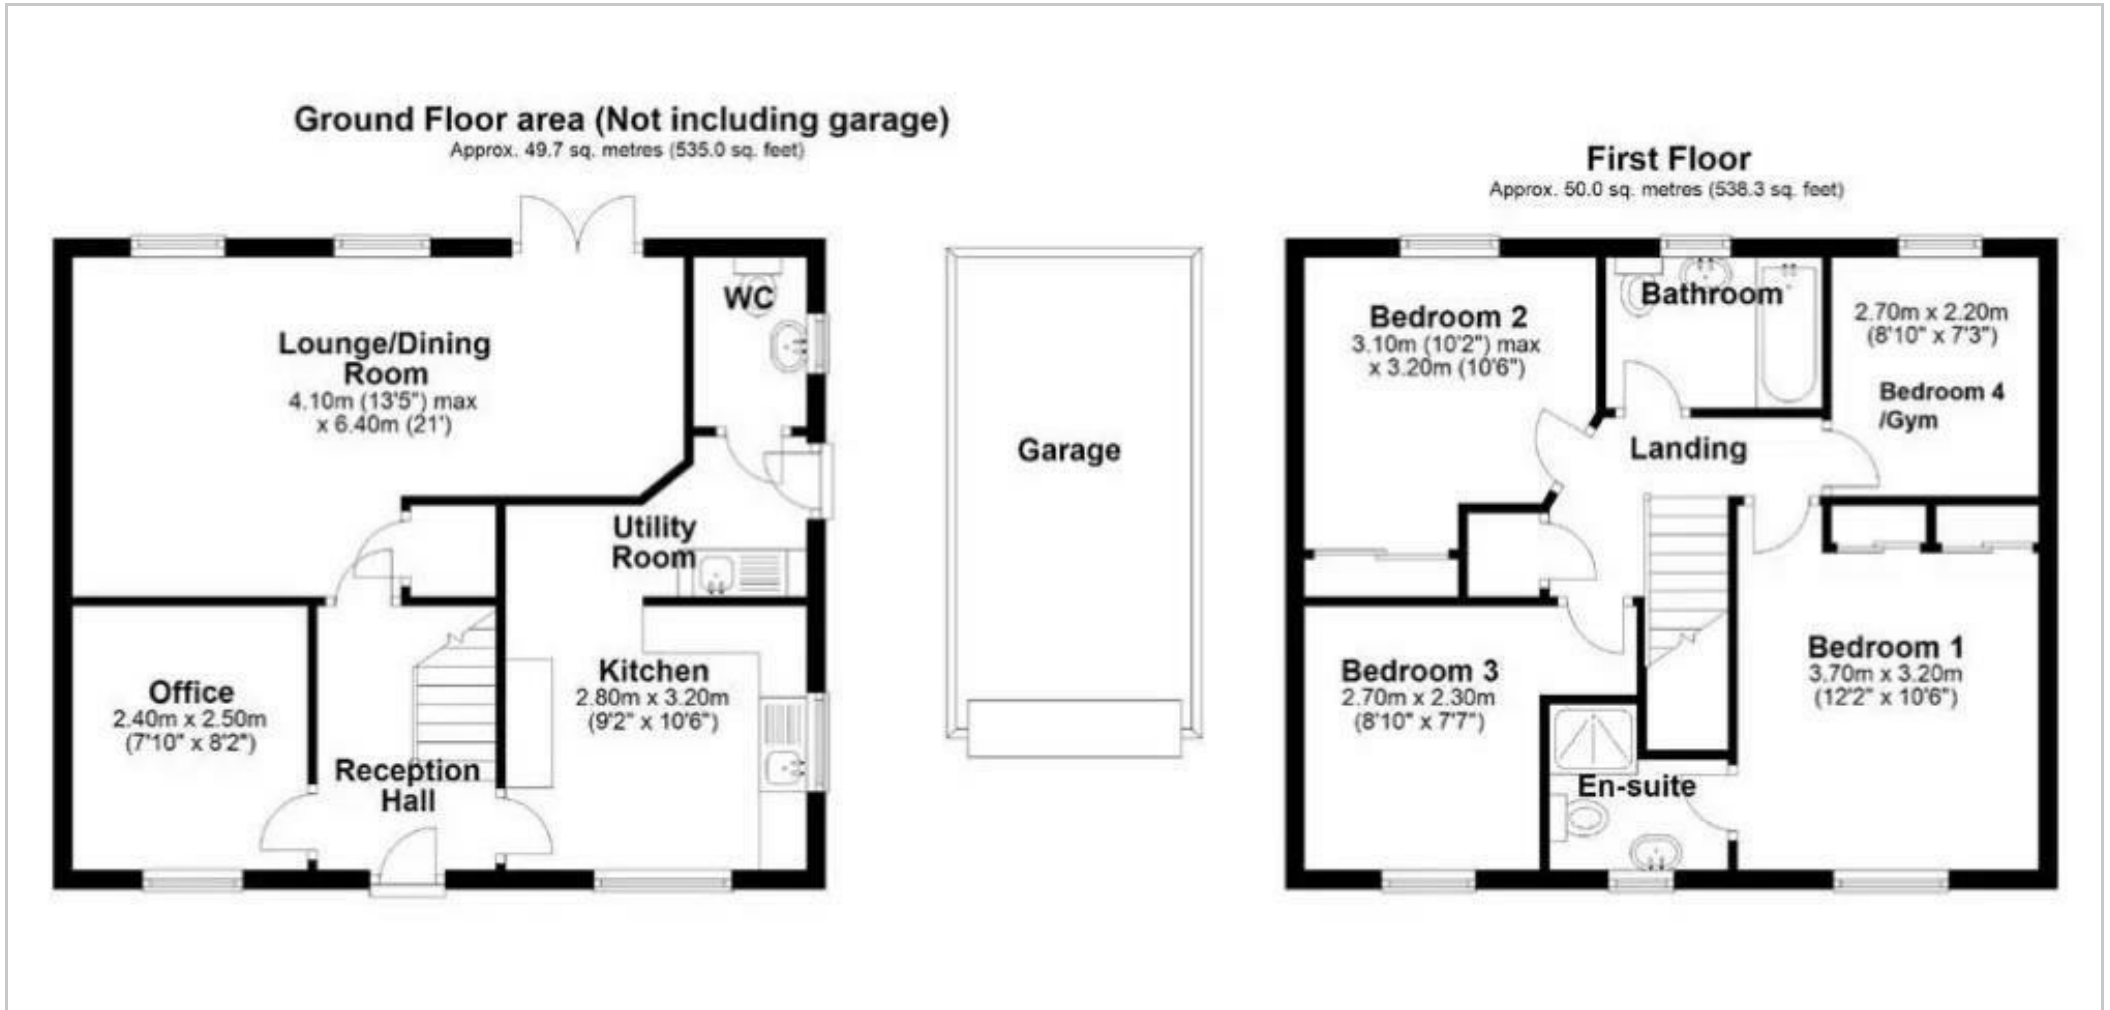 Ground Floor area (Not including garage)
Approx. 49.7 sq. metres (535.0 sq. feet)
Lounge/Dining
Room
4.10m (13'5") max
x 6.40m (21')
WC
Utility
Room
Kitchen
2.80m x 3.20m
(9'2" x 10'6")
Office
2.40m x 2.50m
(7'10" x 8'2")
Reception
Hall
Garage
First Floor
Approx. 50.0 sq. metres (538.3 sq. feet)
Bedroom 2
3.10m (10'2") max
x 3.20m (10'6")
Bathroom
2.70m x 2.20m
(8'10" x 7'3")
Bedroom 4
/Gym
Landing
Bedroom 3
2.70m x 2.30m
(8'10" x 7'7")
En-suite
Bedroom 1
3.70m x 3.20m
(12'2" x 10'6")